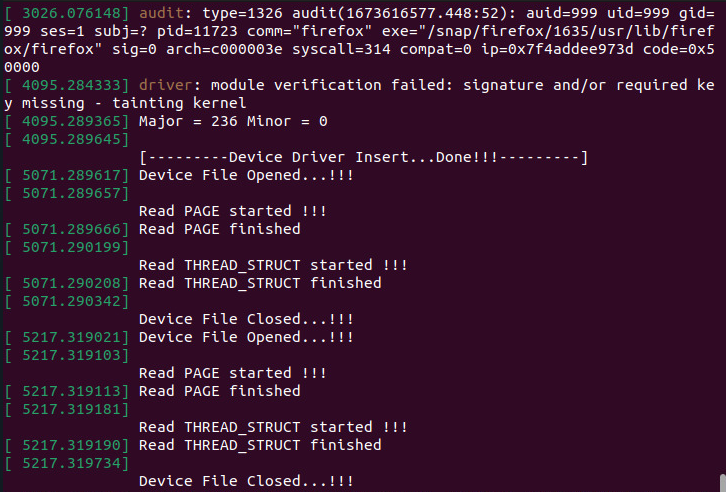 [ 3026.076148] audit: type=1326 audit(1673616577.448:52): auid=999 uid=999 gid=
999 ses=1 subj=? pid=11723 comm="firefox" exe="/snap/firefox/1635/usr/lib/firef
ox/firefox" sig=0 arch=c000003e syscall=314 compat=0 ip=0x7f4addee973d code=0x5
0000
[ 4095.284333] driver: module verification failed: signature and/or required ke
y missing - tainting kernel
[ 4095.289365] Major = 236 Minor = 0
[ 4095.289645]
[---------Device Driver Insert...Done!!!---------]
[ 5071.289617] Device File Opened...!!!
[ 5071.289657]
Read PAGE started !!!
[ 5071.289666] Read PAGE finished
[ 5071.290199]
Read THREAD_STRUCT started !!!
[ 5071.290208] Read THREAD_STRUCT finished
[ 5071.290342]
Device File Closed...!!!
[ 5217.319021] Device File Opened...!!!
[ 5217.319103]
Read PAGE started !!!
[ 5217.319113] Read PAGE finished
[ 5217.319181]
Read THREAD_STRUCT started !!!
[ 5217.319190] Read THREAD_STRUCT finished
[ 5217.319734]
Device File Closed...!!!